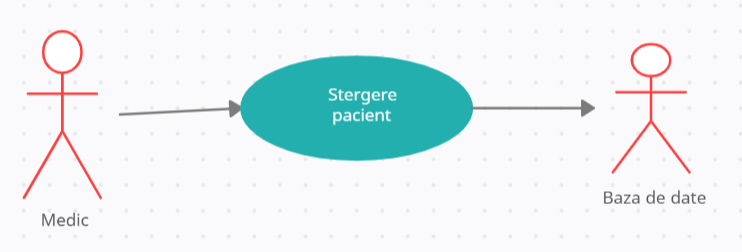 Stergere
pacient
Medic
Baza de date